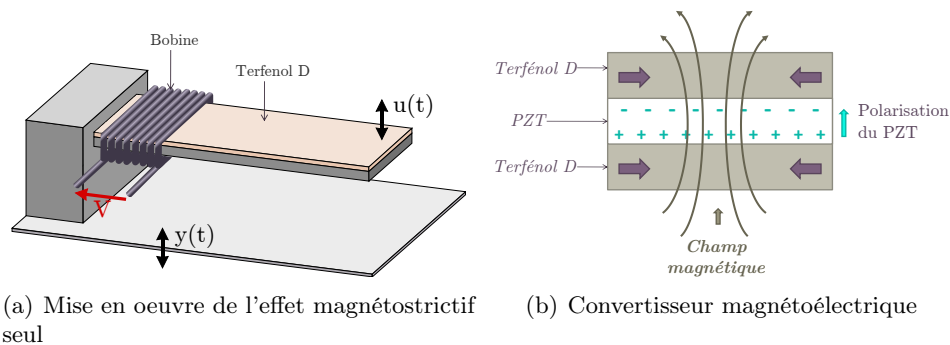 Bobine
Terfenol D
u(t)
V
y(t)
(a) Mise en oeuvre de l'effet magnétostrictif
seul
Terfénol D
PZT
Terfénol D
Polarisation
du PZT
Champ
magnétique
(b) Convertisseur magnétoélectrique